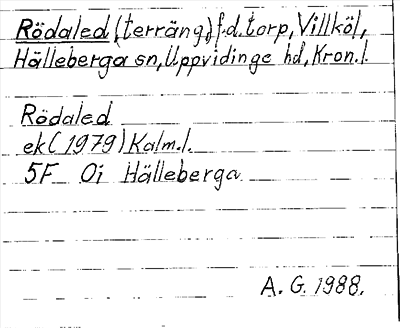 Rödaled (terräng) f.d. torp, Villköl,
Hälleberga sn, Uppvidinge hd, Kron.l.
Rödaled
ek (1979) Kalm.l.
5F 0i Hälleberga
A. G. 1988.